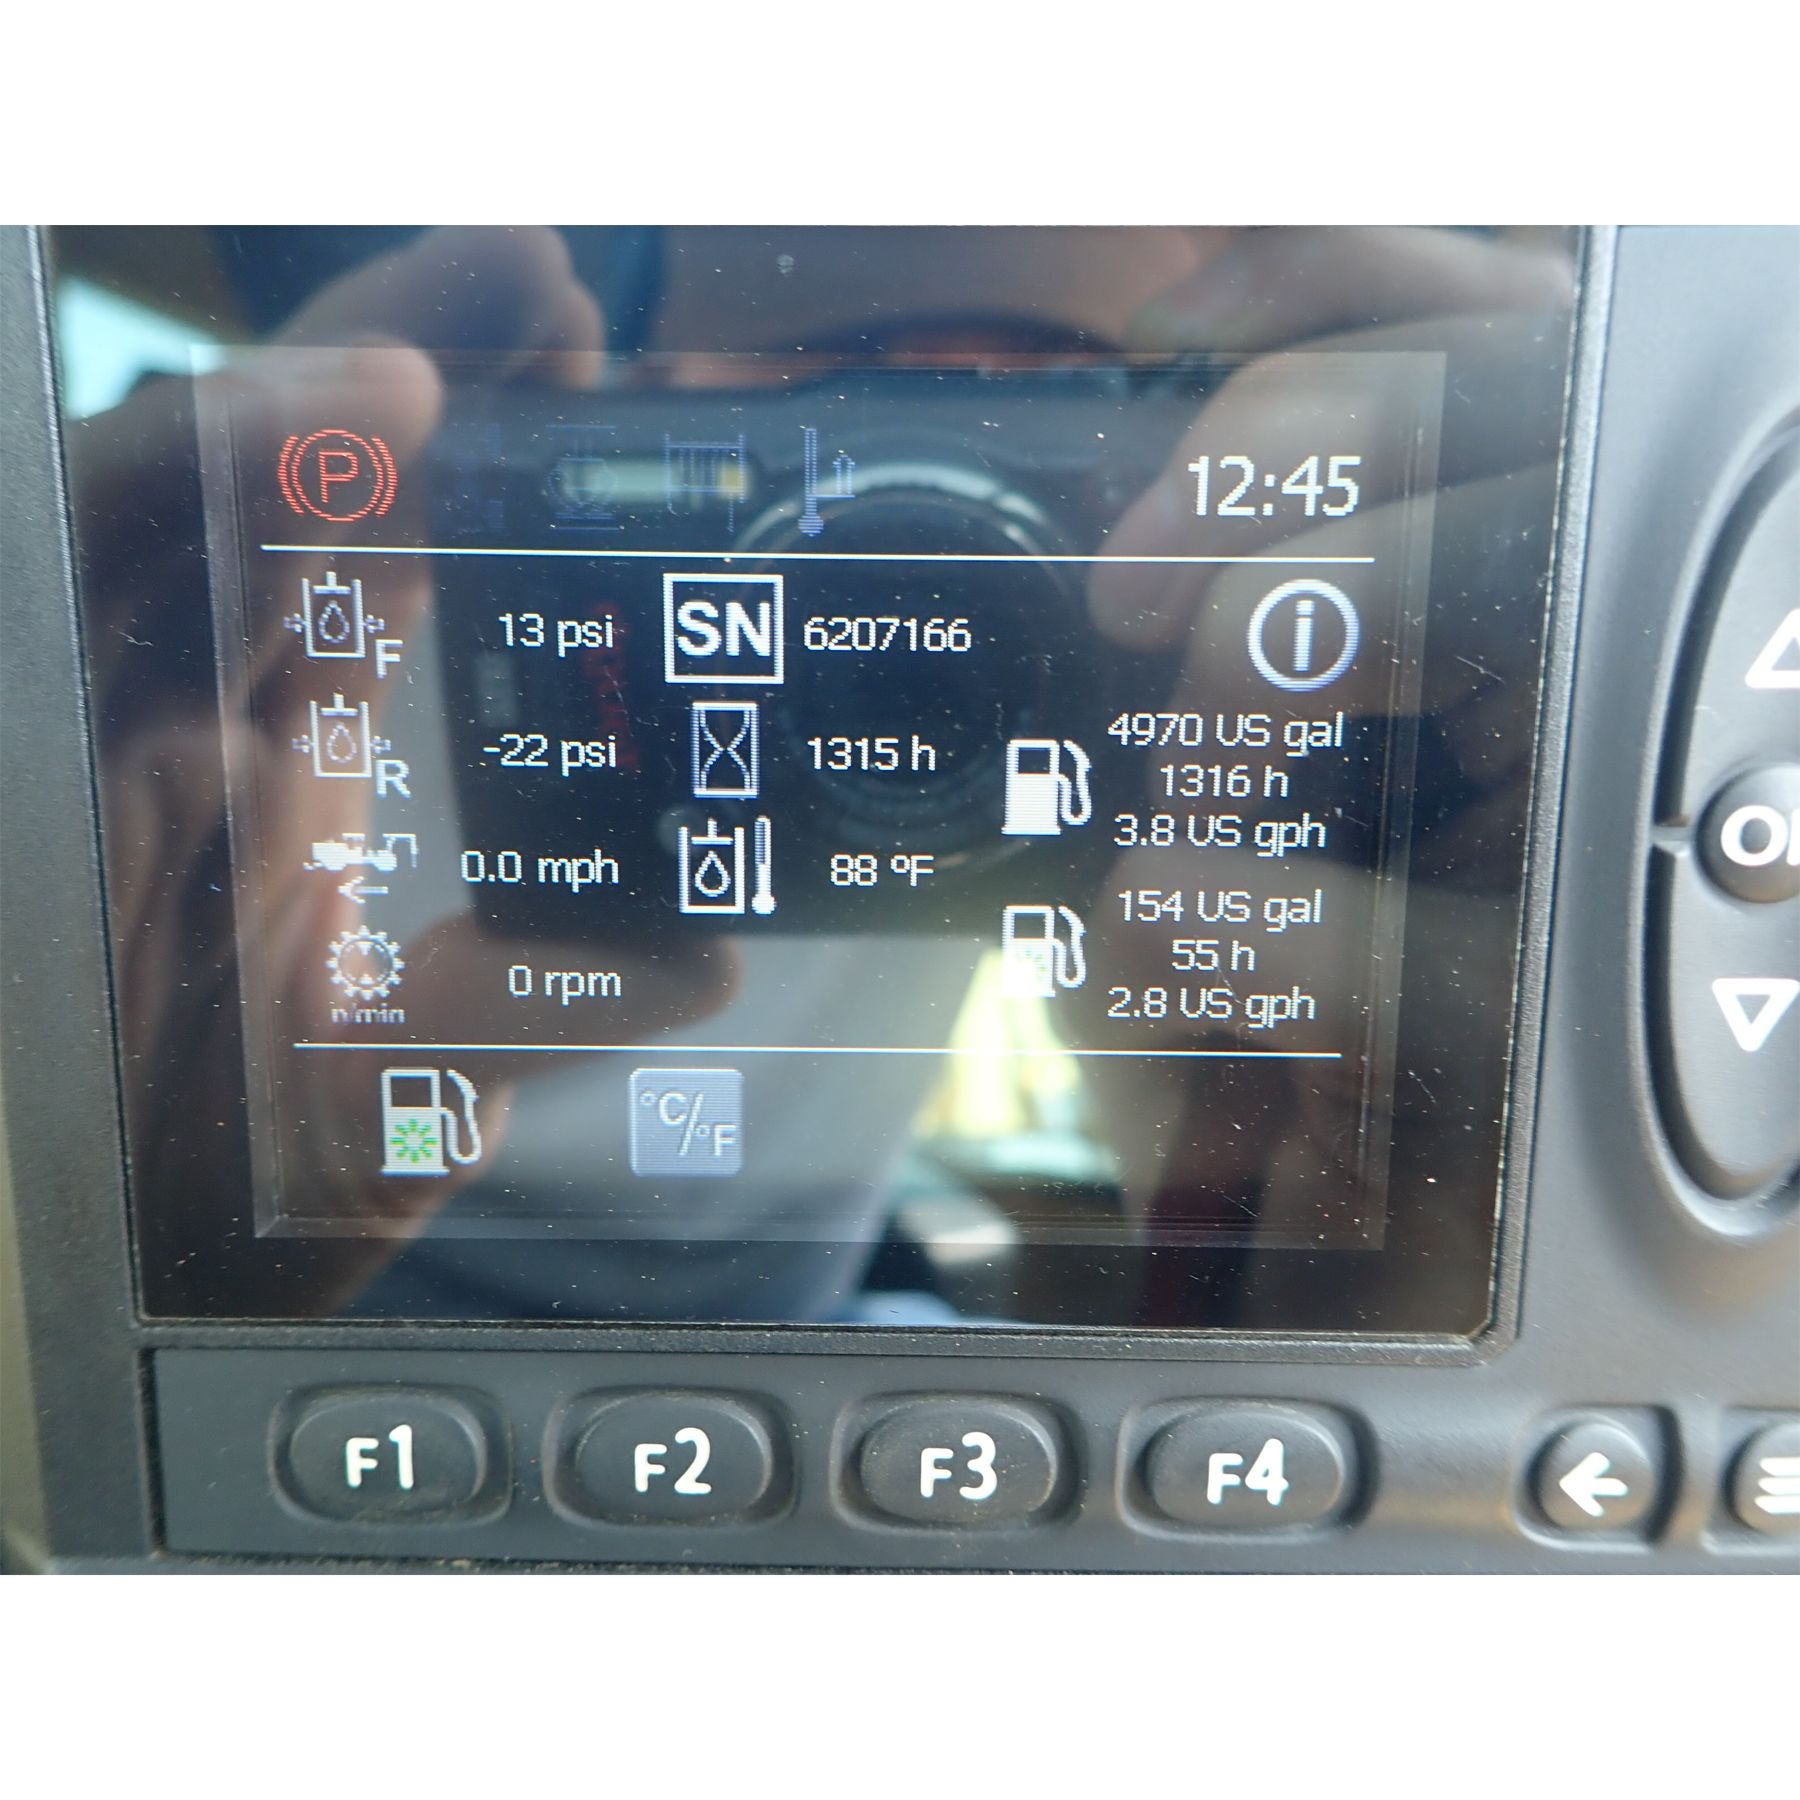 P
12:45
F
13 psi
SN
6207166
R
-22 psi
1315 h
4970 US gal
1316 h
3.8 US gph
0.0 mph
88 ºF
154 US gal
55 h
2.8 US gph
n/min
0 rpm
°C/°F
F1
F2
F3
F4